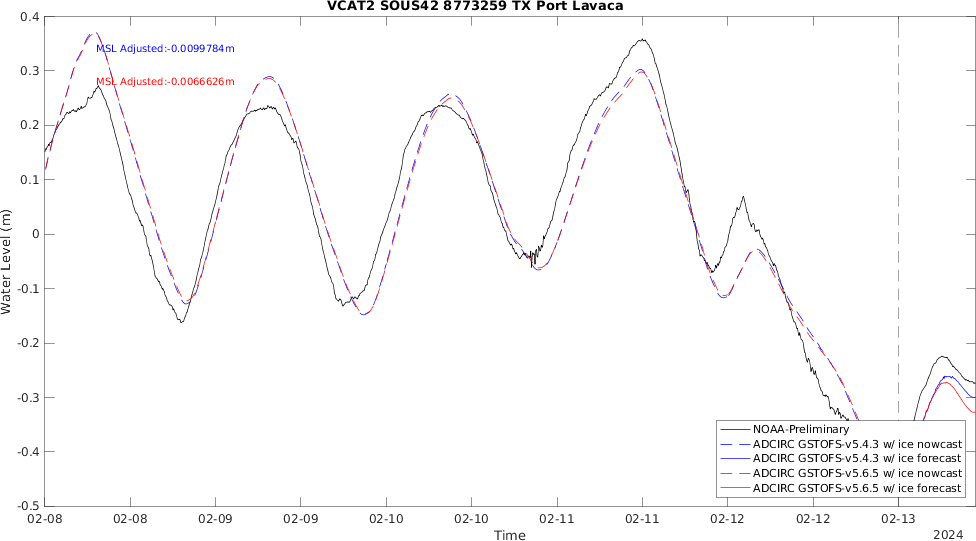 VCAT2 SOUS42 8773259 TX Port Lavaca
MSL Adjusted:-0.0099784m
MSL Adjusted:-0.0066626m
Water Level (m)
0.4
0.3
0.2
0.1
0
-0.1
-0.2
-0.3
-0.4
-0.5
NOAA-Preliminary
ADCIRC GSTOFS-v5.4.3 w/ ice nowcast
ADCIRC GSTOFS-v5.4.3 w/ ice forecast
ADCIRC GSTOFS-v5.6.5 w/ ice nowcast
ADCIRC GSTOFS-v5.6.5 w/ ice forecast
02-08 02-08 02-09 02-09 02-10 02-10 02-11 02-11 02-12 02-12 02-13
Time
2024